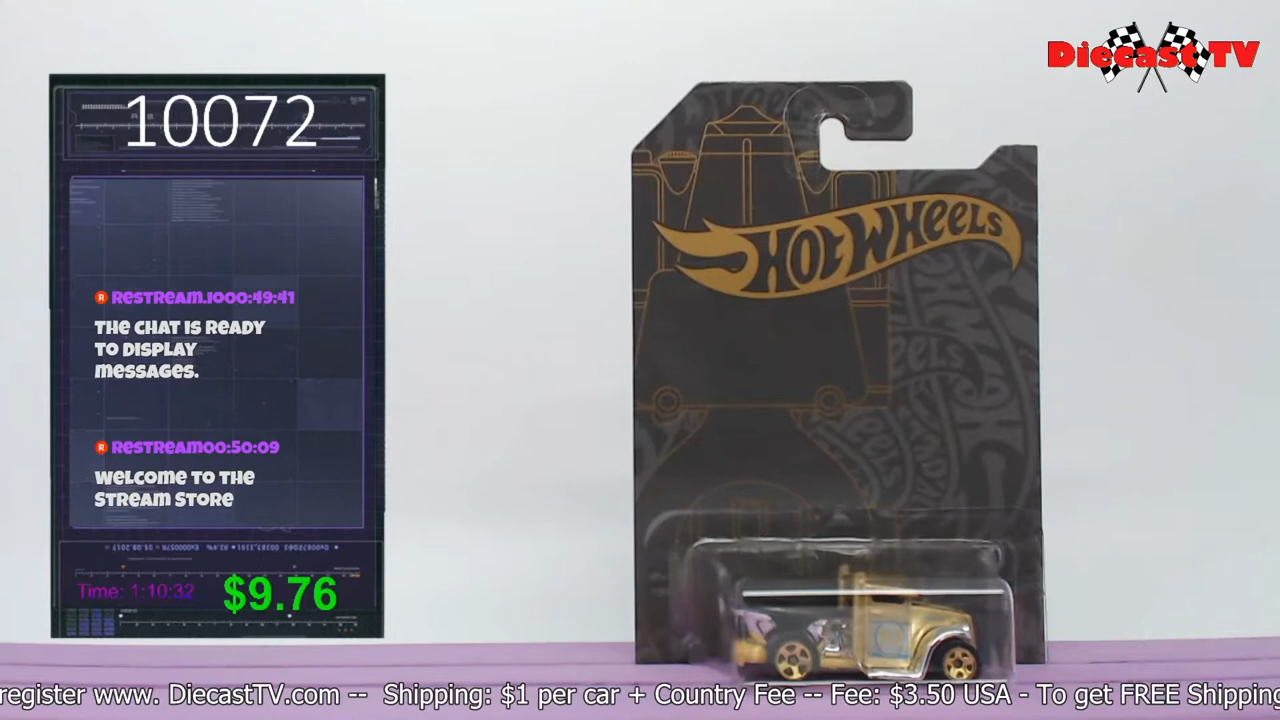 Diecast TV
10072
HOT WHEELS
Restream.1000:49:41
THE CHAT IS READY
TO DISPLAY
MESSAGES.
Restream00:50:09
WELCOME TO THE
STREAM STORE
Time: 1:10:32
$9.76
register www. DiecastTV.com -- Shipping: $1 per car + Country Fee -- Fee: $3.50 USA - To get FREE Shipping